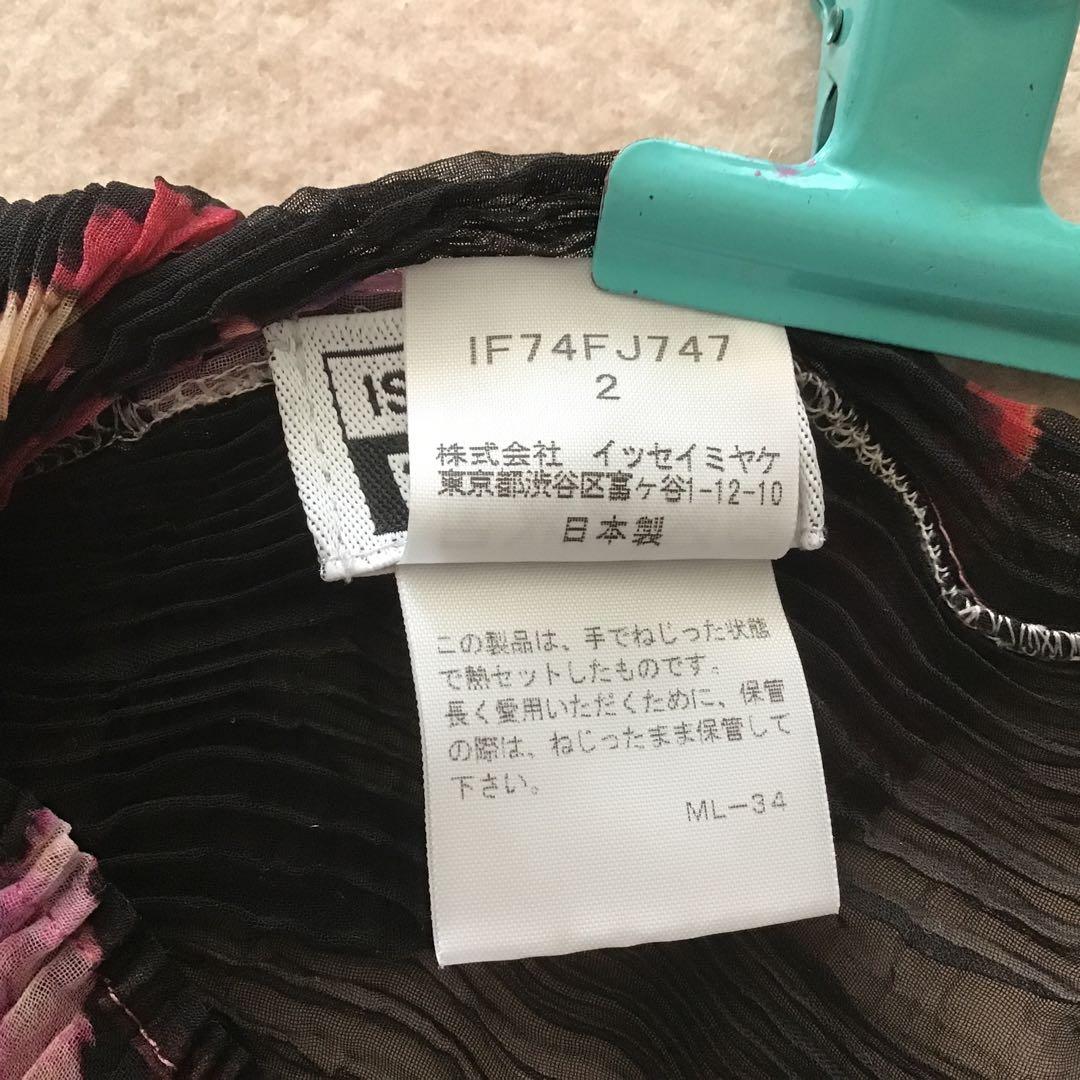 IS
IF74FJ747
2
株式会社 イッセイミヤケ
東京都渋谷区富ヶ谷1-12-10
日本製
この製品は、手でねじった状態
で熱セットしたものです。
長く愛用いただくために、保管
の際は、ねじったまま保管して
下さい。
ML-34